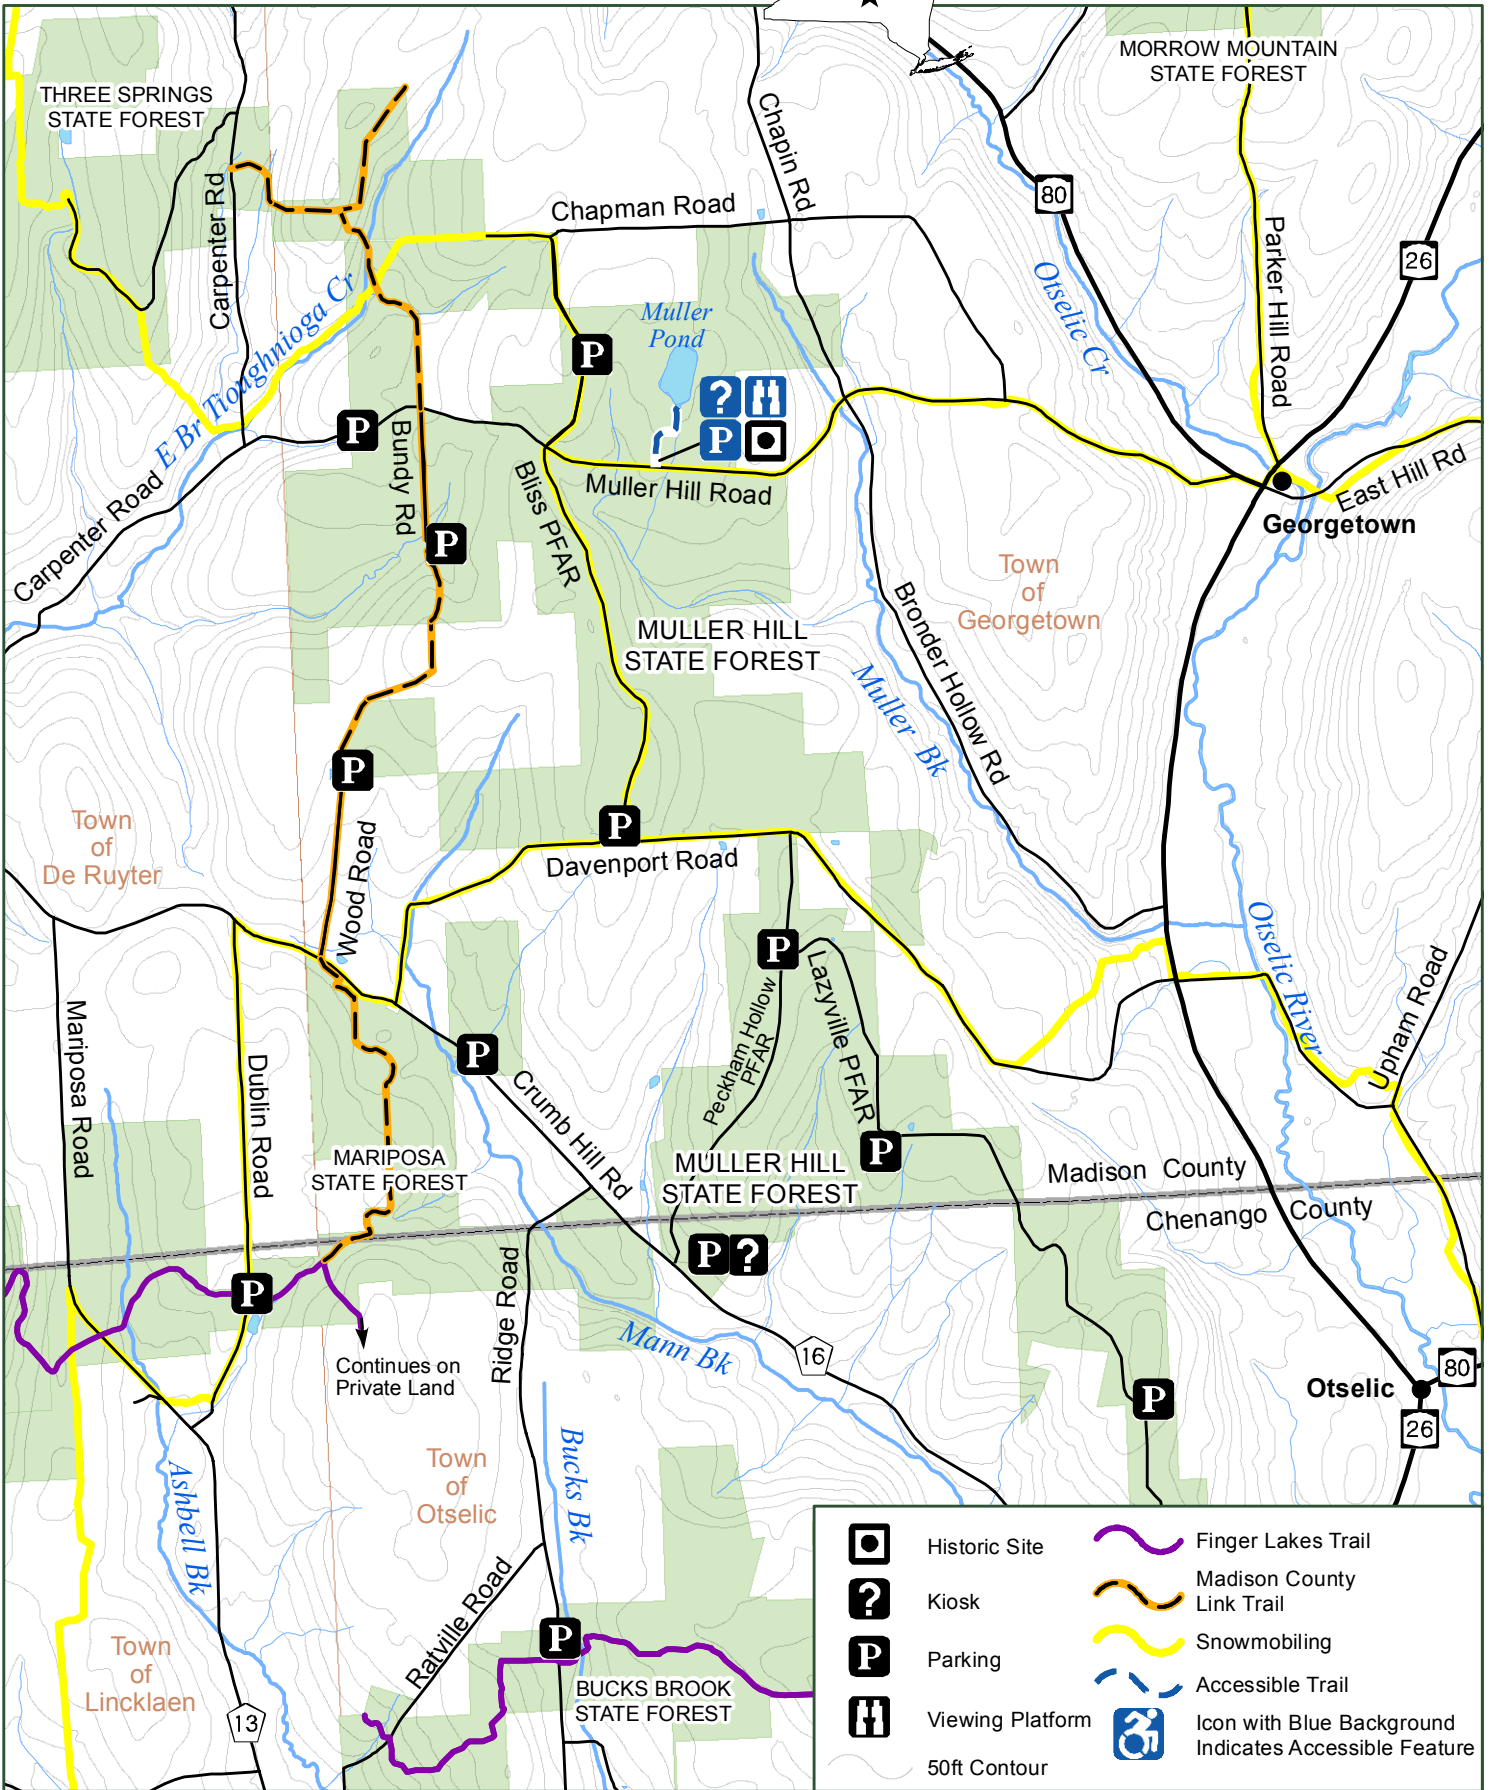 MORROW MOUNTAIN
STATE FOREST
THREE SPRINGS
STATE FOREST
Chapin Rd
80
Carpenter Rd
Chapman Road
Otselic Cr
Parker Hill Road
26
E Br Tioughnioga Cr
Muller
Pond
P
?
P
P
Bundy Rd
Bliss PFAR
Muller Hill Road
East Hill Rd
Georgetown
Carpenter Road
P
Town
of
Georgetown
Bronder Hollow Rd
MULLER HILL
STATE FOREST
Muller Bk
P
P
Town
of
De Ruyter
Wood Road
Davenport Road
Otselic River
Upham Road
P
Mariposa Road
Dublin Road
Peckham Hollow
PFAR
Lazyville PFAR
P
Crumb Hill Rd
P
MARIPOSA
STATE FOREST
MULLER HILL
STATE FOREST
Madison County
Chenango County
P ?
P
Ridge Road
Mann Bk
16
Continues on
Private Land
P
Otselic
80
26
Town
of
Otselic
Bucks Bk
Ashbell Bk
Ratville Road
P
Town
of
Lincklaen
BUCKS BROOK
STATE FOREST
13
Historic Site
? Kiosk
P Parking
Viewing Platform
50ft Contour
Finger Lakes Trail
Madison County
Link Trail
Snowmobiling
Accessible Trail
Icon with Blue Background
Indicates Accessible Feature